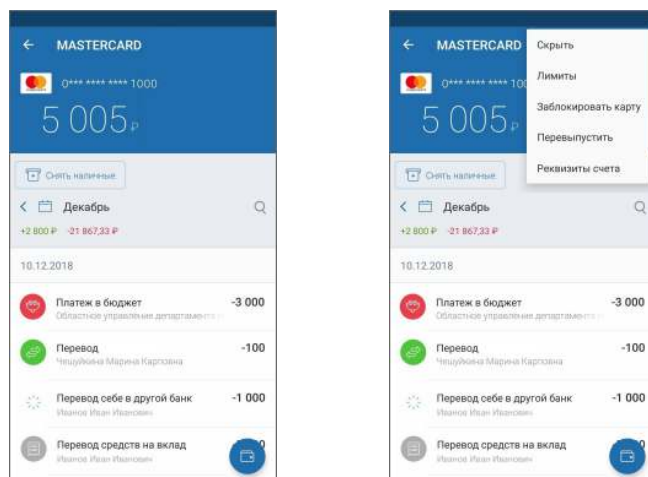 MASTERCARD
0*** **** **** 1000
5 005₽
Снять наличные
Декабрь
+2 800 ₽ -21 867,33 ₽
10.12.2018
Платеж в бюджет -3 000
Областное управление департамента
Перевод -100
Чешуйкина Марина Карповна
Перевод себе в другой банк -1 000
Иванов Иван Иванович
Перевод средств на вклад
Иванов Иван Иванович
MASTERCARD
0*** **** **** 100
5 005₽
Скрыть
Лимиты
Заблокировать карту
Перевыпустить
Реквизиты счета
Снять наличные
Декабрь
+2 800 ₽ -21 867,33 ₽
10.12.2018
Платеж в бюджет -3 000
Областное управление департамента
Перевод -100
Чешуйкина Марина Карповна
Перевод себе в другой банк -1 000
Иванов Иван Иванович
Перевод средств на вклад
Иванов Иван Иванович